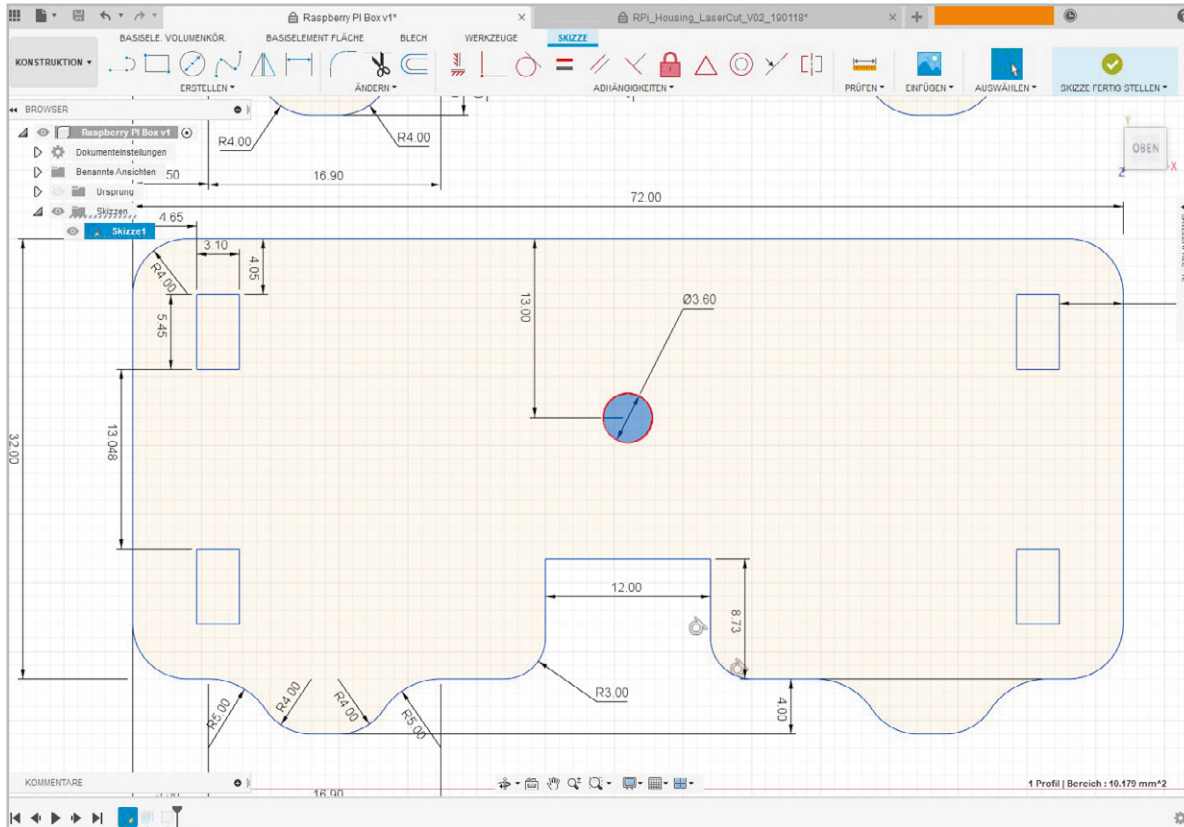 Raspberry PI Box v1*
RPi_Housing_LaserCut_V02_190118*
BASISELE. VOLUMENKÖR.
BASISELEMENT FLÄCHE
BLECH
WERKZEUGE
SKIZZE
KONSTRUKTION
ERSTELLEN
ÄNDERN
ABHÄNGIGKEITEN
PRÜFEN
EINFÜGEN
AUSWÄHLEN
SKIZZE FERTIG STELLEN
BROWSER
Raspberry PI Box v1
Dokumenteinstellungen
Benannte Ansichten
Ursprung
Skizzen
Skizze1
R4.00
R4.00
Y
OBEN
X
Z
50
16.90
72.00
4.65
3.10
4.05
R4.00
5.45
13.00
Ø3.60
13.048
32.00
12.00
8.73
R3.00
R5.00
R4.00
R4.00
R5.00
4.00
KOMMENTARE
16.90
1 Profil | Bereich : 10.179 mm^2